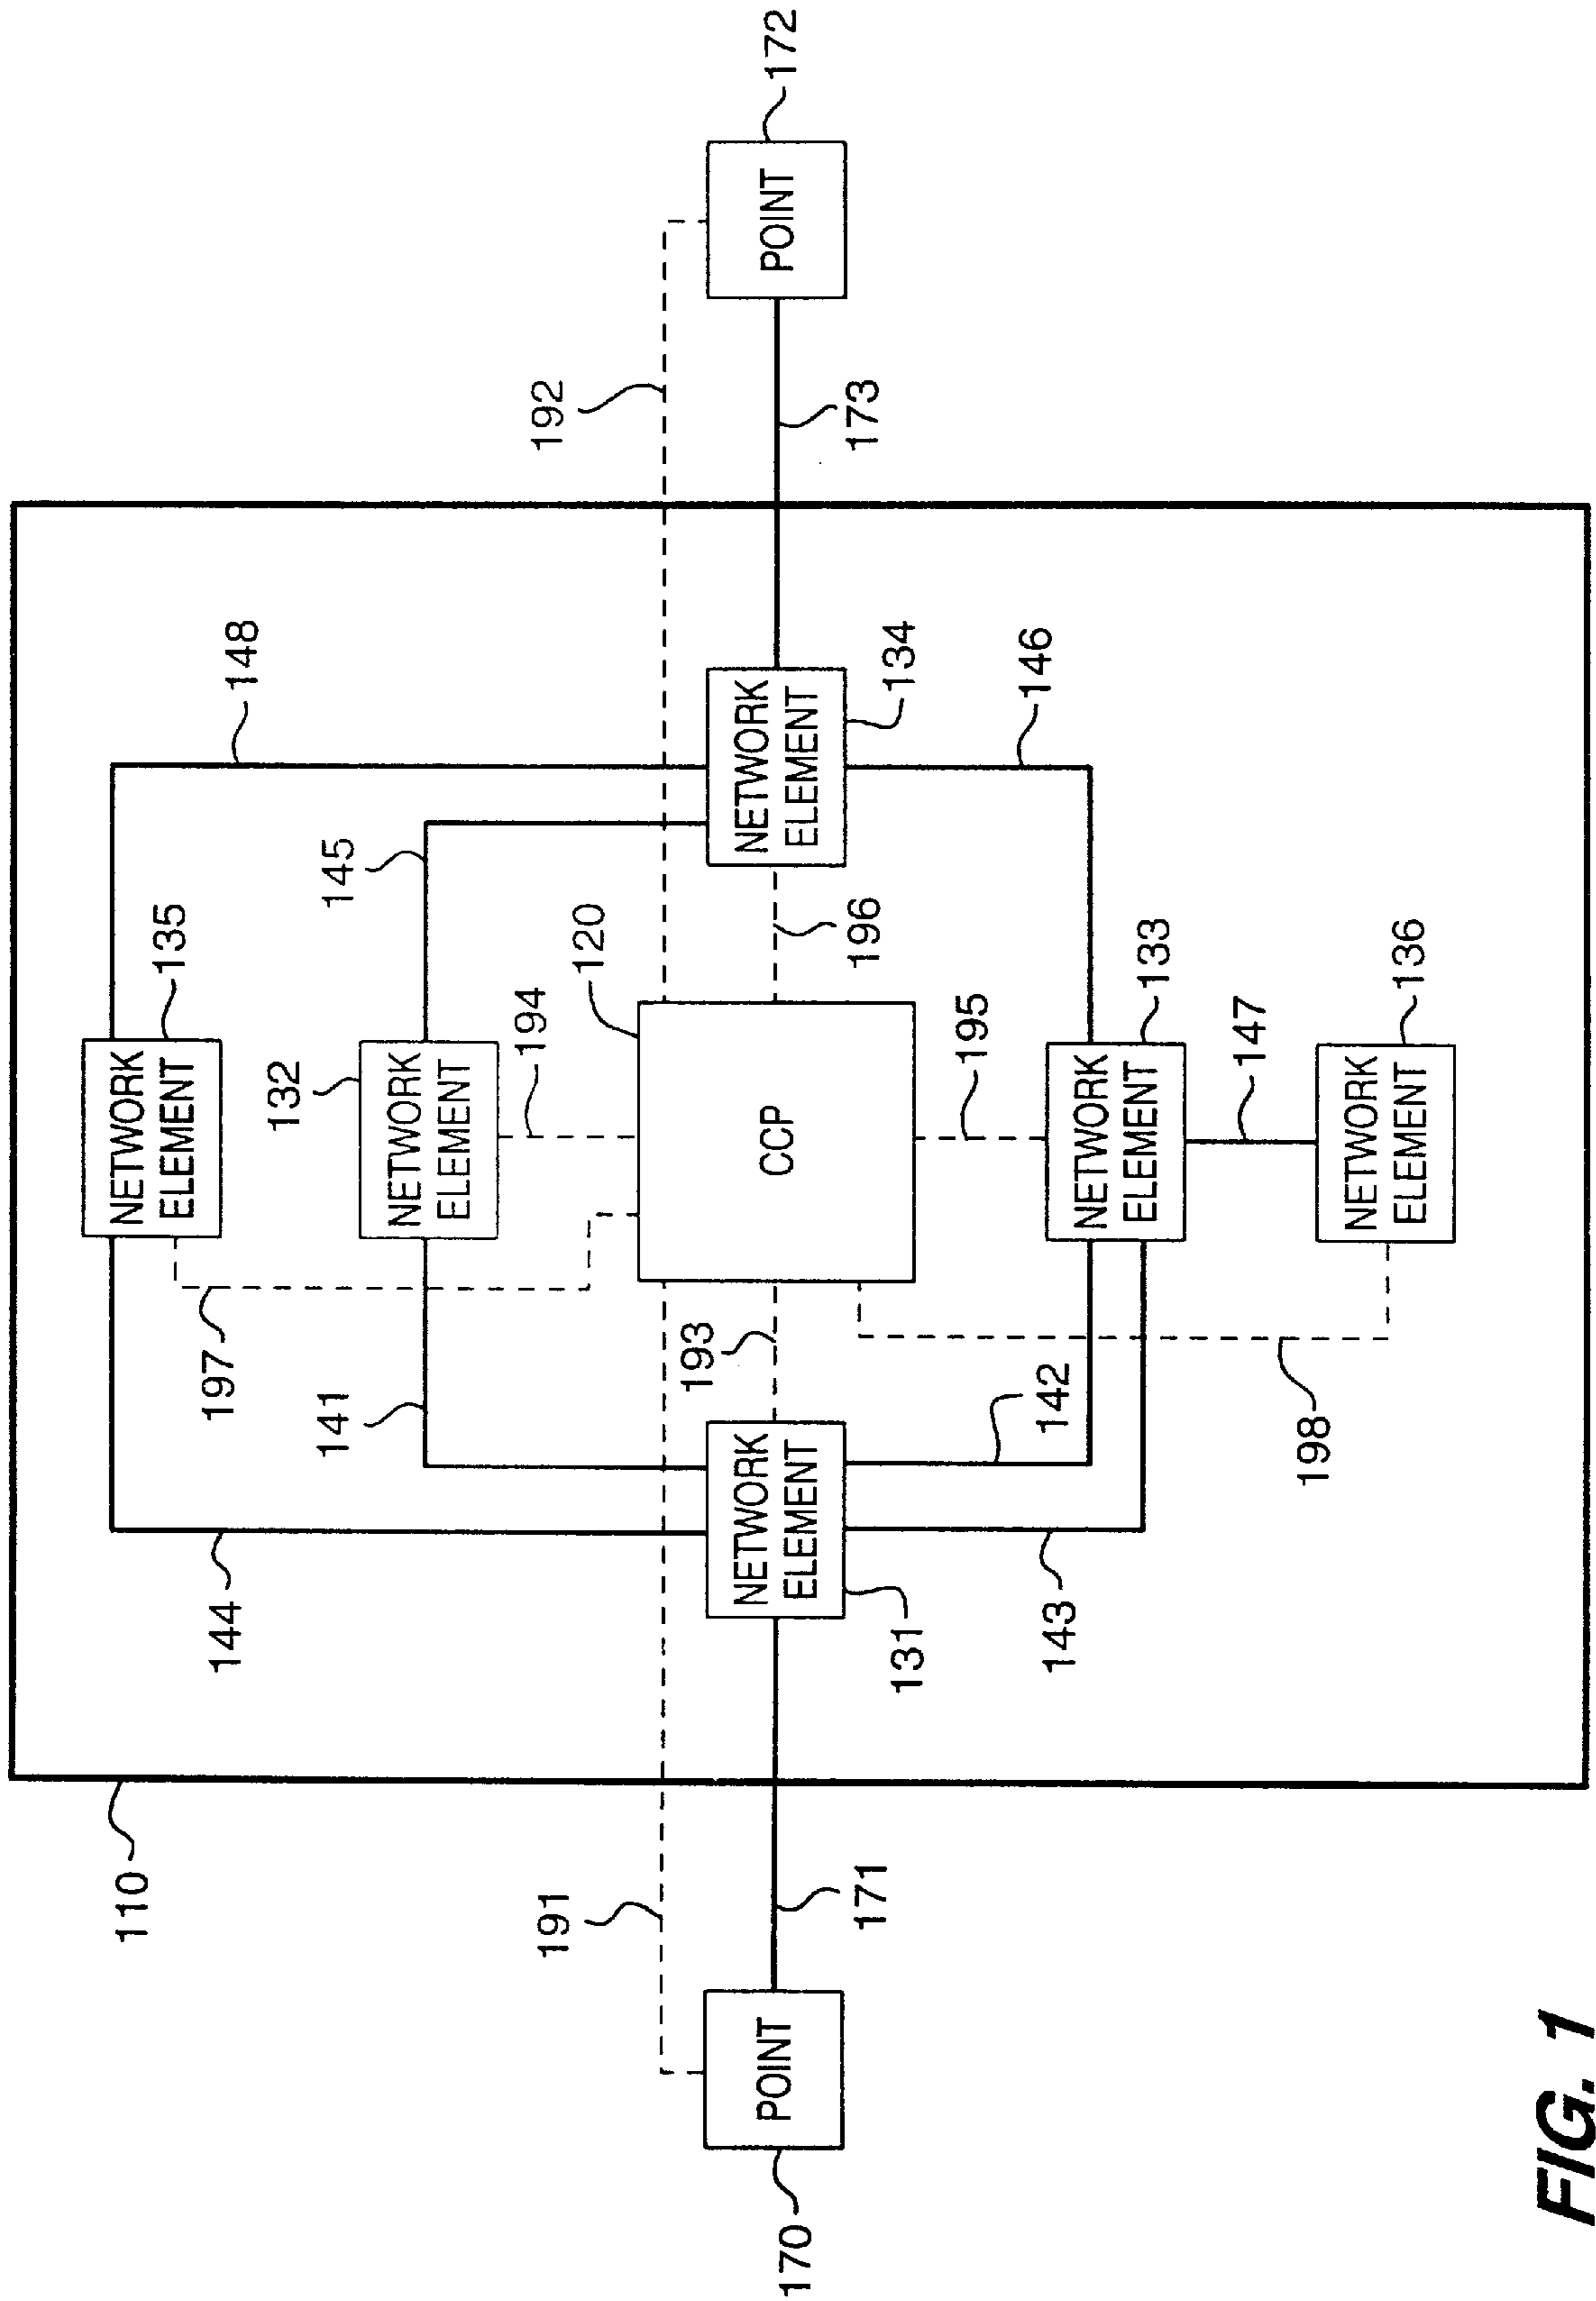 110
144
197
135
NETWORK
ELEMENT
148
141
132
NETWORK
ELEMENT
194
145
191
120
192
170
POINT
171
131
NETWORK
ELEMENT
193
CCP
196
NETWORK
ELEMENT
134
173
POINT
172
143
142
195
NETWORK
ELEMENT
133
146
198
147
NETWORK
ELEMENT
136
FIG. 1